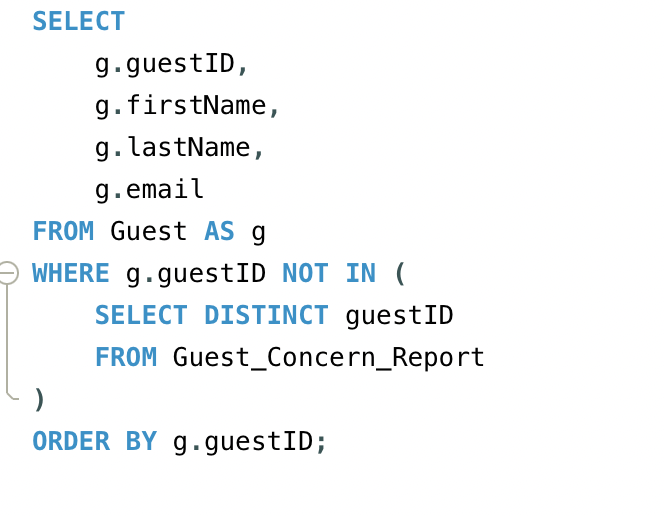 SELECT
    g.guestID,
    g.firstName,
    g.lastName,
    g.email
FROM Guest AS g
WHERE g.guestID NOT IN (
    SELECT DISTINCT guestID
    FROM Guest_Concern_Report
)
ORDER BY g.guestID;